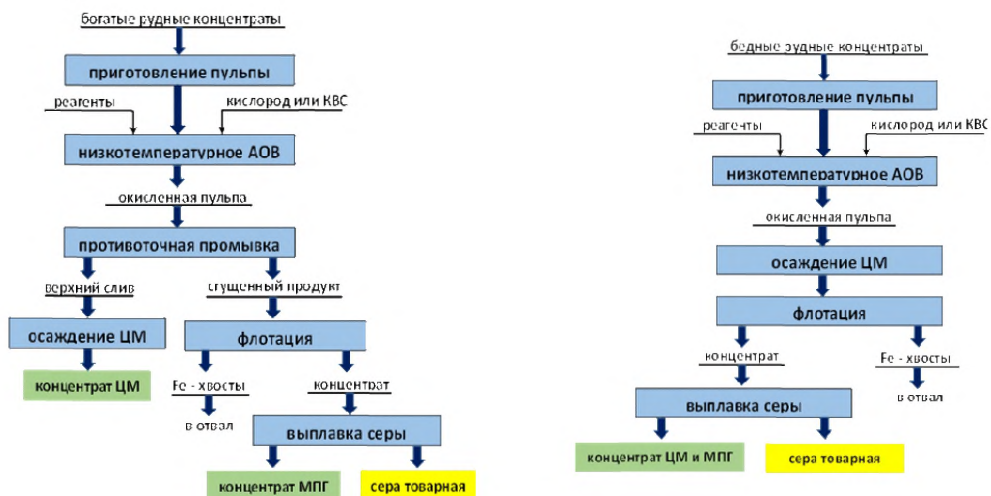 богатые рудные концентраты
приготовление пульпы
реагенты
кислород или КВС
низкотемпературное АОВ
окисленная пульпа
противоточная промывка
верхний слив
сгущенный продукт
осаждение ЦМ
флотация
концентрат ЦМ
Fe - хвосты
концентрат
в отвал
выплавка серы
концентрат МПГ
сера товарная
бедные рудные концентраты
приготовление пульпы
реагенты
кислород или КВС
низкотемпературное АОВ
окисленная пульпа
осаждение ЦМ
флотация
концентрат
Fe - хвосты
в отвал
выплавка серы
концентрат ЦМ и МПГ
сера товарная